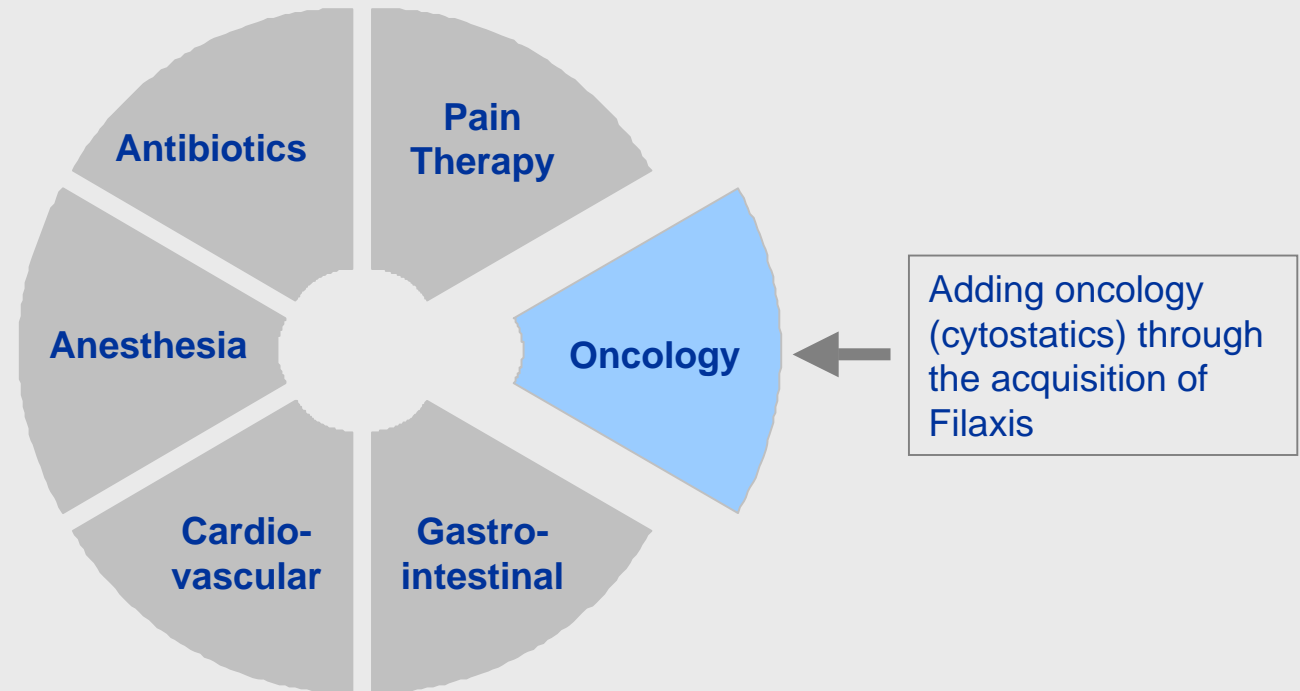 Pain
Therapy
Antibiotics
Anesthesia
Oncology
Cardio-
vascular
Gastro-
intestinal
Adding oncology
(cytostatics) through
the acquisition of
Filaxis